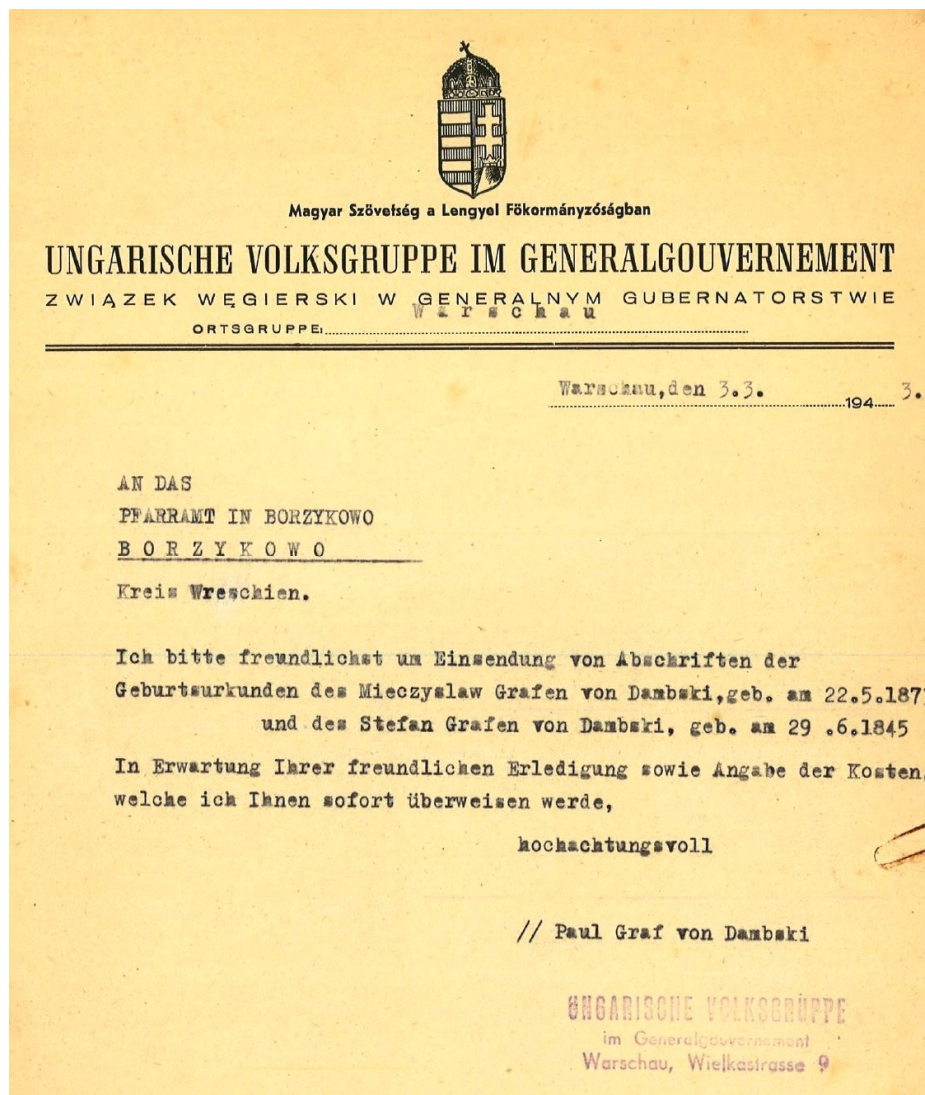 Magyar Szövetség a Lengyel Főkormányzóságban
UNGARISCHE VOLKSGRUPPE IM GENERALGOUVERNEMENT
ZWIĄZEK WĘGIERSKI W GENERALNYM GUBERNATORSTWIE
Warschau
ORTSGRUPPE:
Warschau, den 3.3. 194 3.
AN DAS
PFARRAMT IN BORZYKOWO
BORZYKOWO
Kreis Wreschien.
Ich bitte freundlichst um Einsendung von Abschriften der
Geburtsurkunden des Mieczyslaw Grafen von Dambski, geb. am 22.5.187
und des Stefan Grafen von Dambski, geb. am 29 .6.1845
In Erwartung Ihrer freundlichen Erledigung sowie Angabe der Kosten,
welche ich Ihnen sofort überweisen werde,
hochachtungsvoll
// Paul Graf von Dambski
UNGARISCHE VOLKSGRUPPE
im Generalgouvernement
Warschau, Wielkastrasse 9